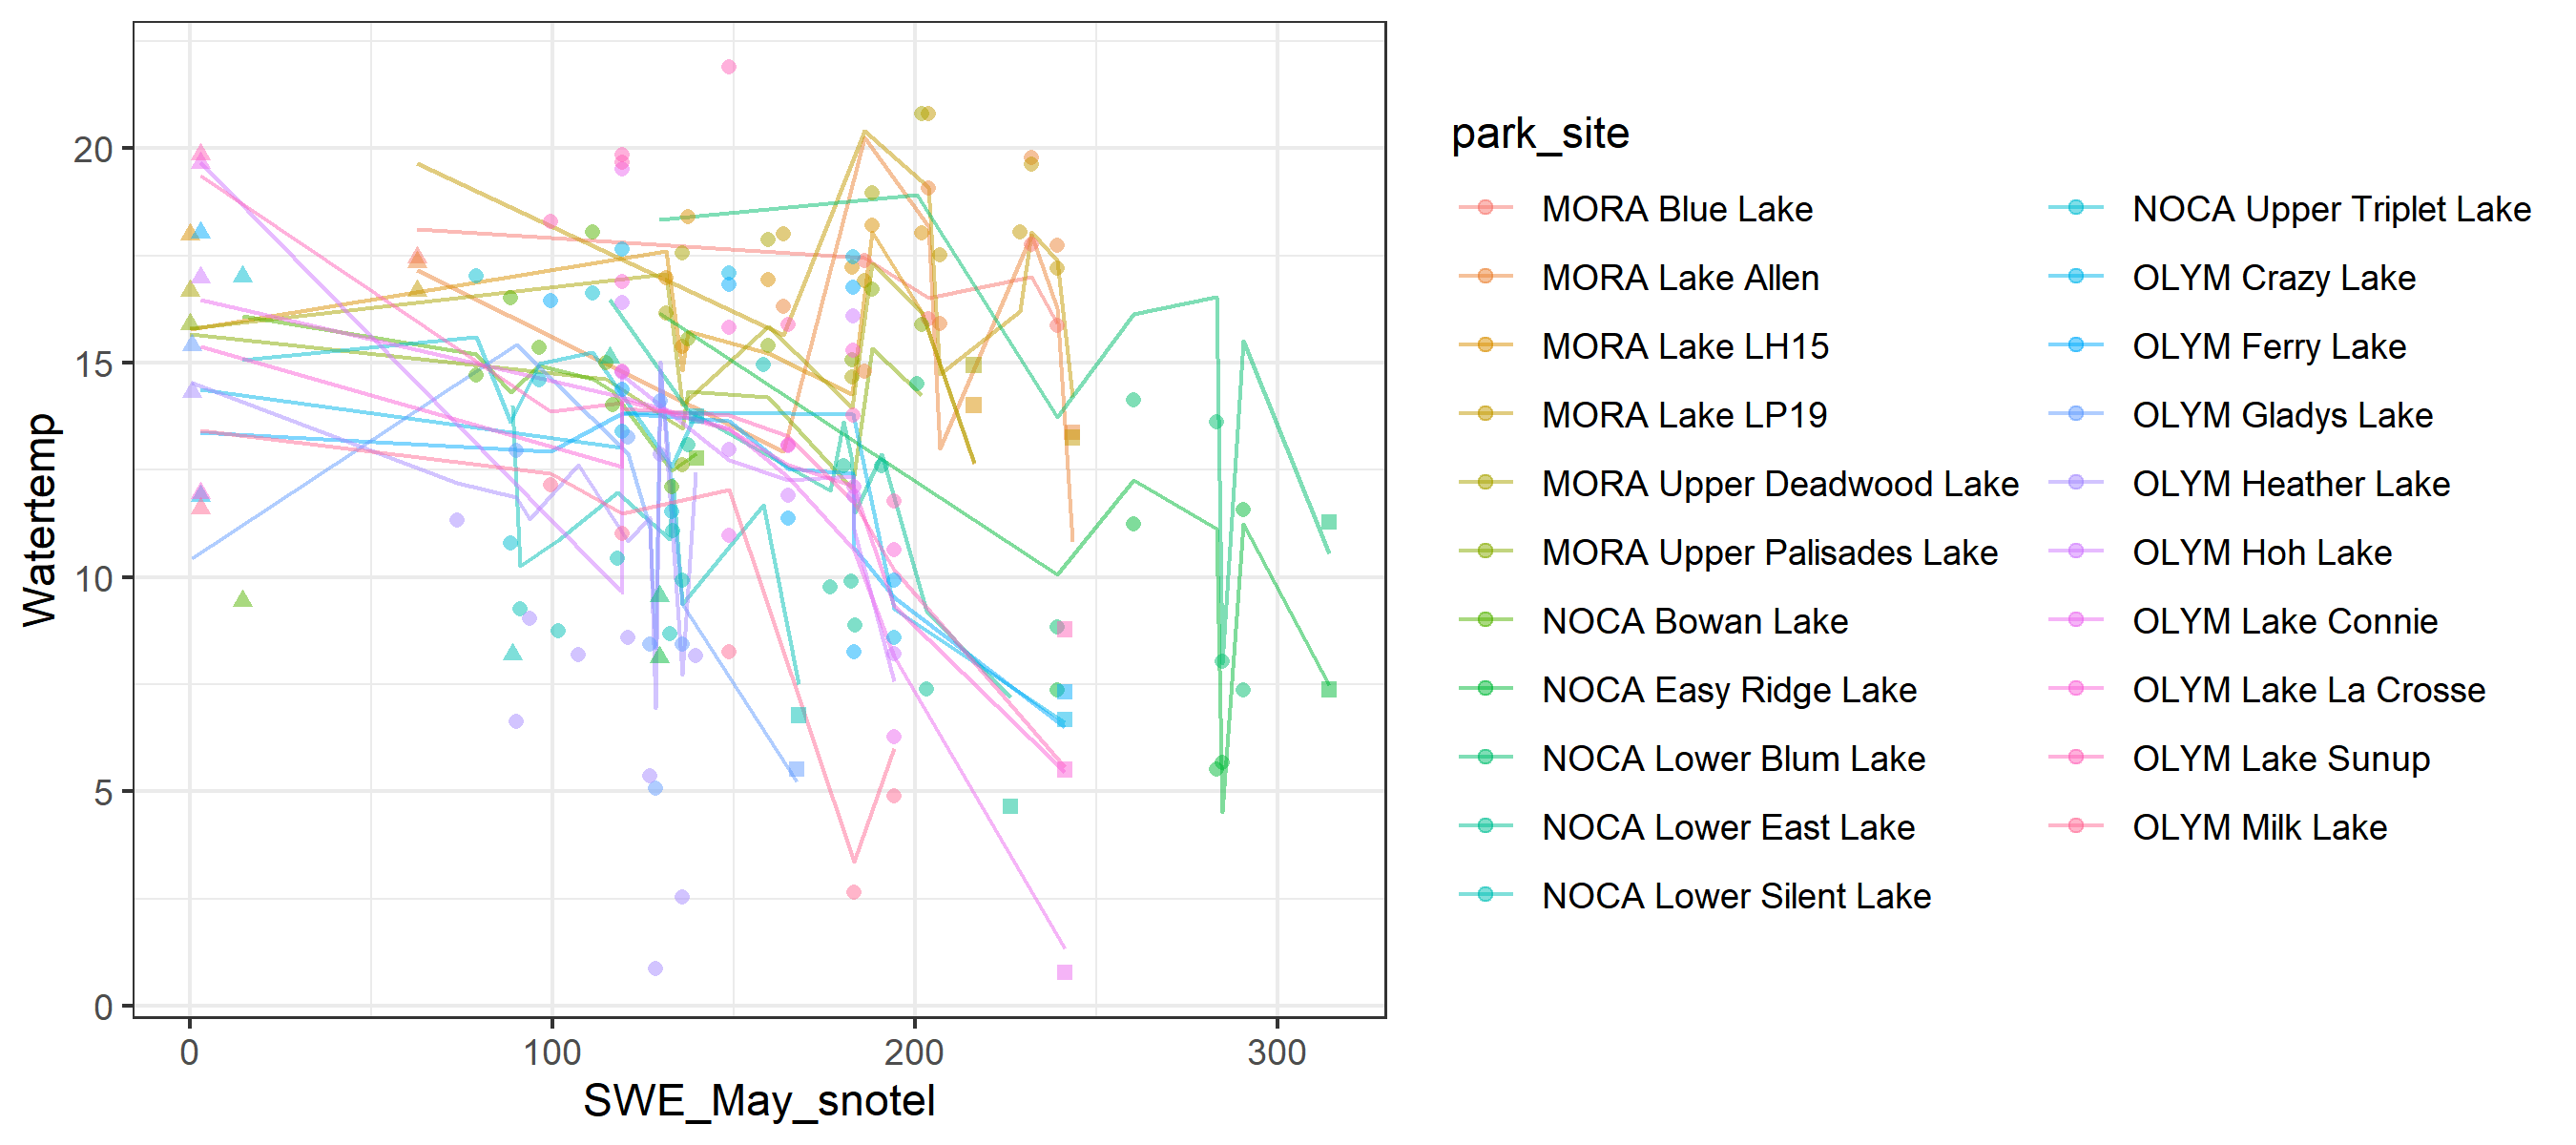 20
15
10
5
0
Watertemp
0
100
200
300
SWE_May_snotel
park_site
MORA Blue Lake
MORA Lake Allen
MORA Lake LH15
MORA Lake LP19
MORA Upper Deadwood Lake
MORA Upper Palisades Lake
NOCA Bowan Lake
NOCA Easy Ridge Lake
NOCA Lower Blum Lake
NOCA Lower East Lake
NOCA Lower Silent Lake
NOCA Upper Triplet Lake
OLYM Crazy Lake
OLYM Ferry Lake
OLYM Gladys Lake
OLYM Heather Lake
OLYM Hoh Lake
OLYM Lake Connie
OLYM Lake La Crosse
OLYM Lake Sunup
OLYM Milk Lake